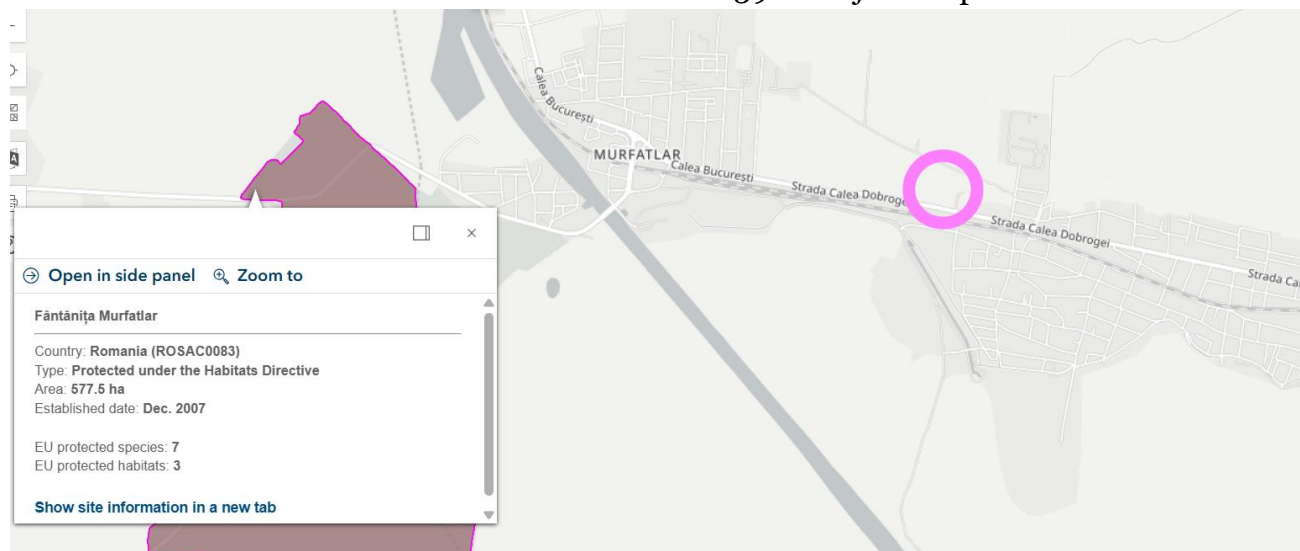 Calea București
MURFATLAR
Calea București
Strada Calea Dobroge
Strada Calea Dobrogei
Strada Ca
Open in side panel
Zoom to
Fântânița Murfatlar
Country: Romania (ROSAC0083)
Type: Protected under the Habitats Directive
Area: 577.5 ha
Established date: Dec. 2007
EU protected species: 7
EU protected habitats: 3
Show site information in a new tab